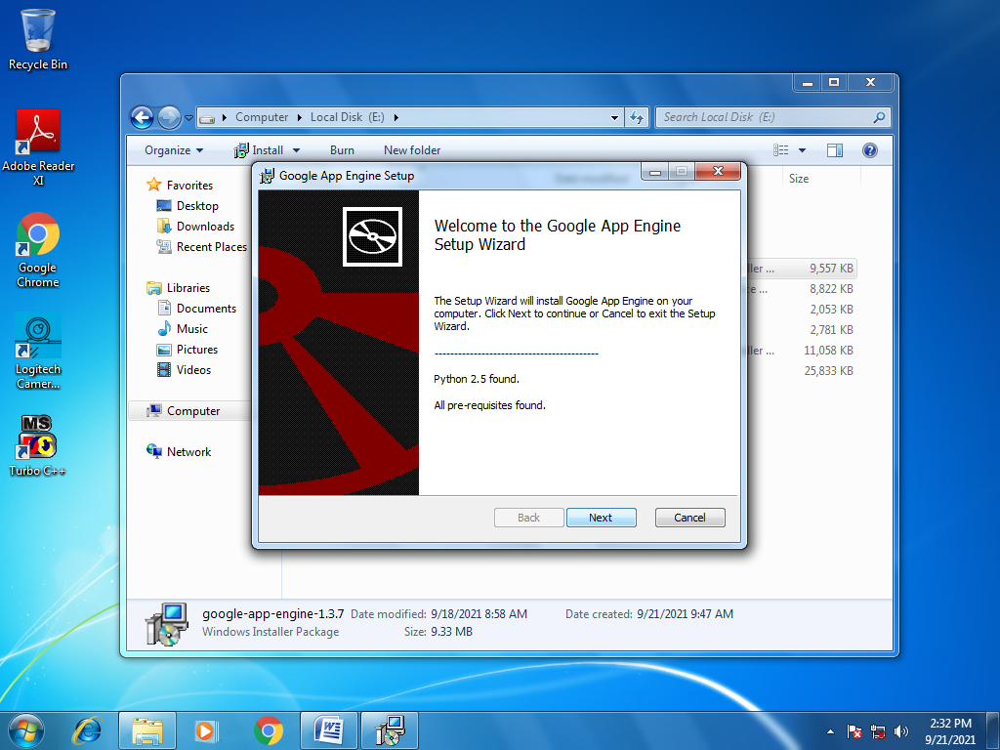 Recycle Bin
Adobe Reader
XI
Google
Chrome
Logitech
Camer...
MS
Turbo C++
Computer
Local Disk (E:)
Search Local Disk (E:)
Organize
Install
Burn
New folder
Favorites
Desktop
Downloads
Recent Places
Libraries
Documents
Music
Pictures
Videos
Computer
Network
Size
ller ...
9,557 KB
ce ...
8,822 KB
2,053 KB
2,781 KB
ller ...
11,058 KB
25,833 KB
Google App Engine Setup
Welcome to the Google App Engine
Setup Wizard
The Setup Wizard will install Google App Engine on your
computer. Click Next to continue or Cancel to exit the Setup
Wizard.
-----------------------------------------
Python 2.5 found.
All pre-requisites found.
Back
Next
Cancel
google-app-engine-1.3.7
Date modified: 9/18/2021 8:58 AM
Date created: 9/21/2021 9:47 AM
Windows Installer Package
Size: 9.33 MB
2:32 PM
9/21/2021